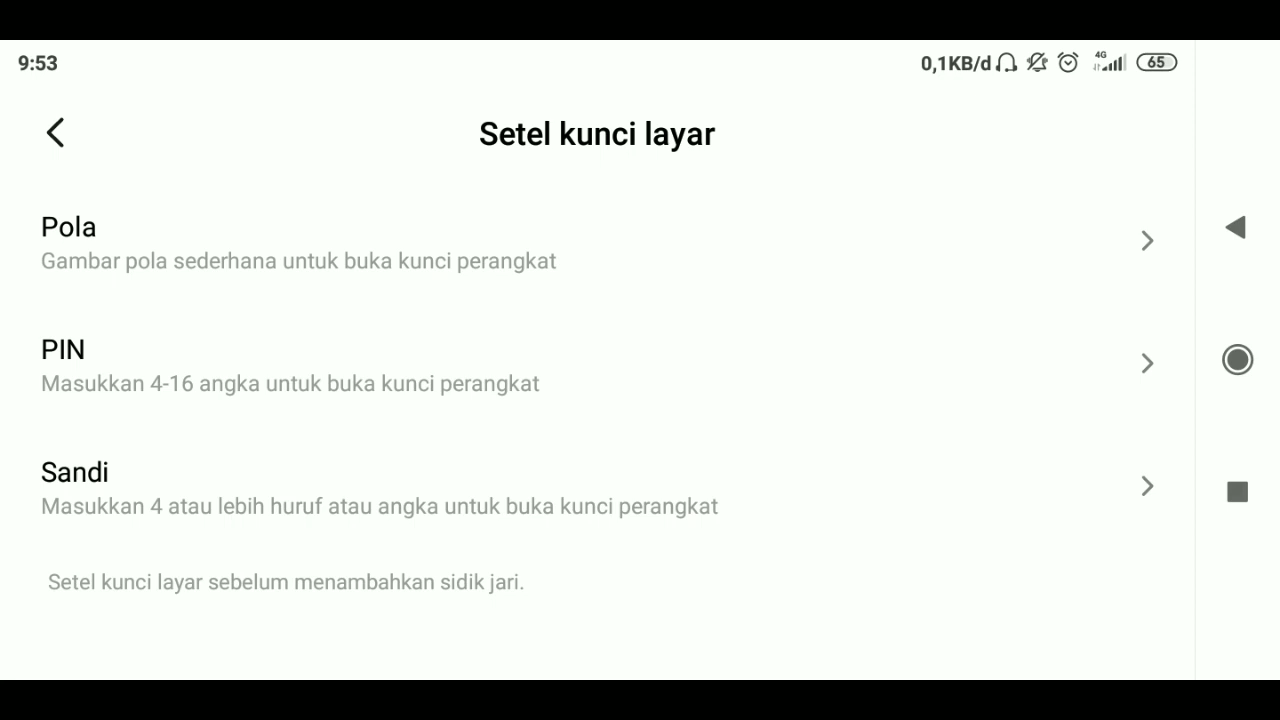 9:53
0,1KB/d
4G
65
Setel kunci layar
Pola
Gambar pola sederhana untuk buka kunci perangkat
PIN
Masukkan 4-16 angka untuk buka kunci perangkat
Sandi
Masukkan 4 atau lebih huruf atau angka untuk buka kunci perangkat
Setel kunci layar sebelum menambahkan sidik jari.